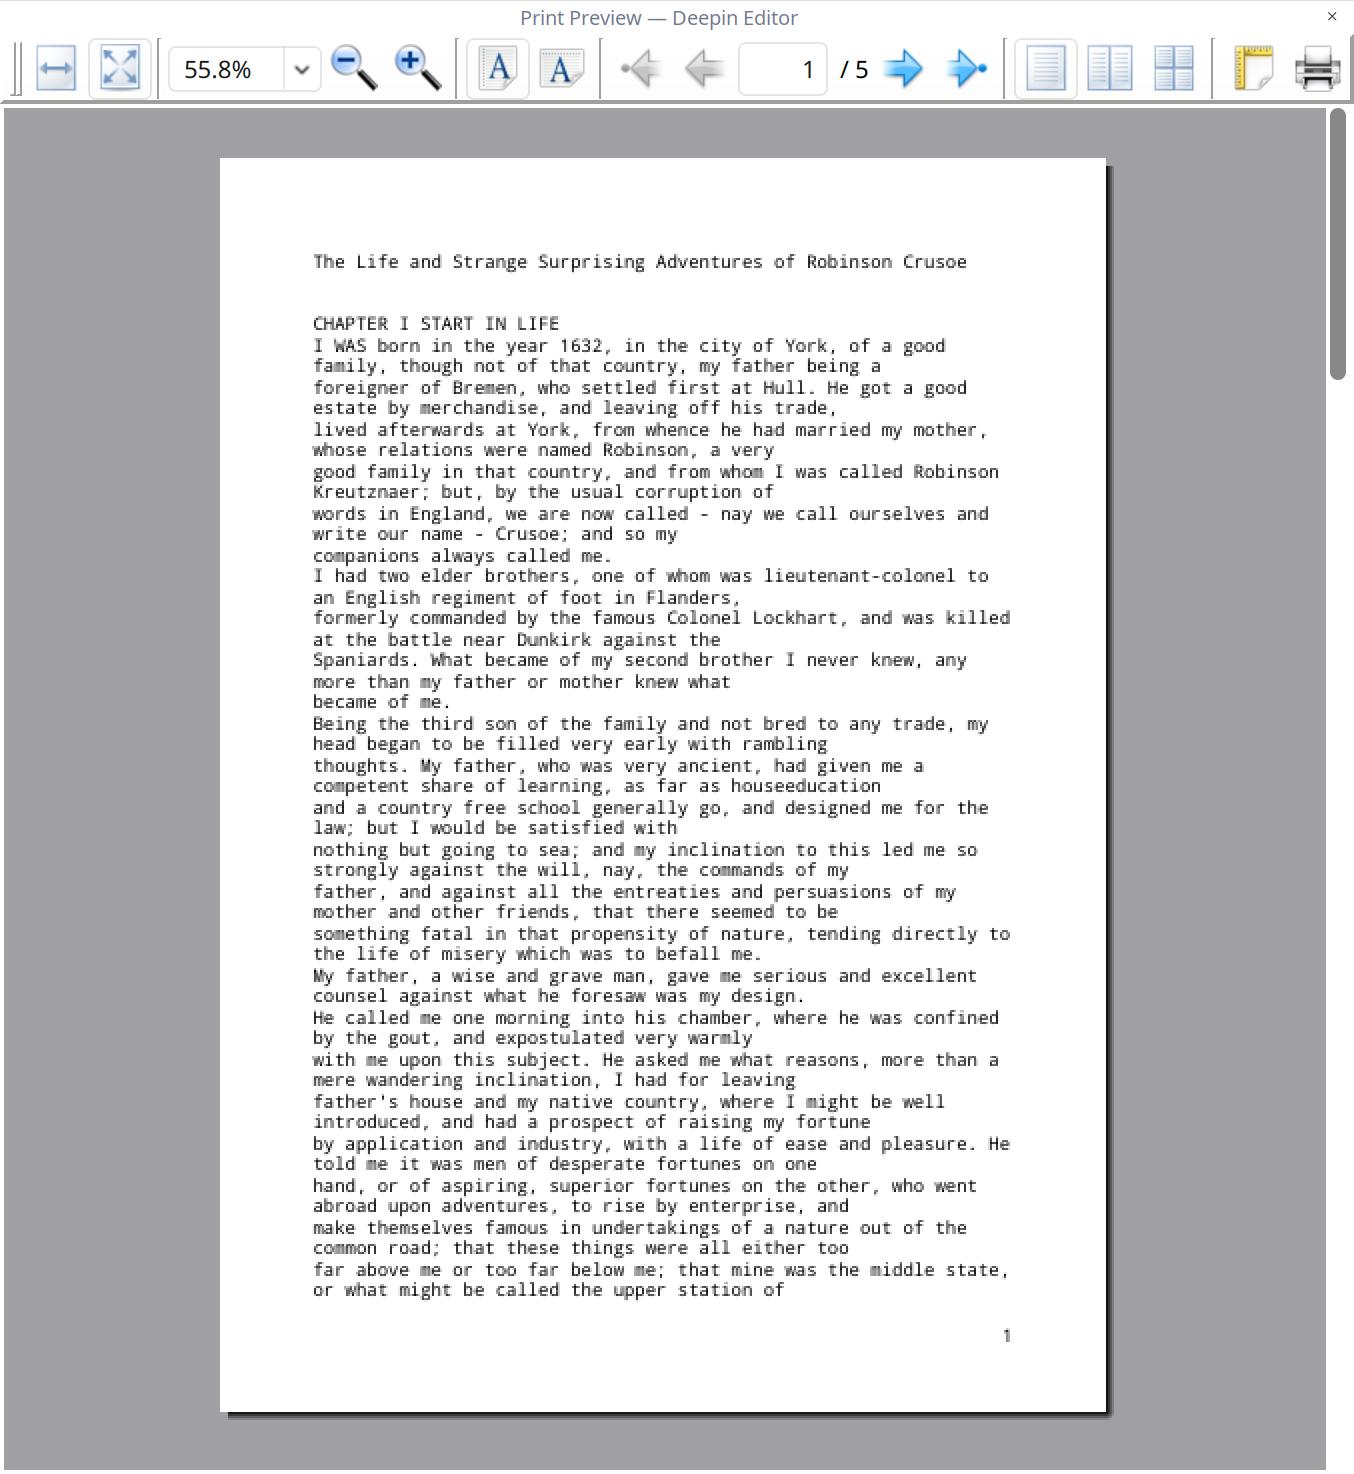 Print Preview — Deepin Editor
55.8%
A
A
1 / 5
The Life and Strange Surprising Adventures of Robinson Crusoe
CHAPTER I START IN LIFE
I WAS born in the year 1632, in the city of York, of a good
family, though not of that country, my father being a
foreigner of Bremen, who settled first at Hull. He got a good
estate by merchandise, and leaving off his trade,
lived afterwards at York, from whence he had married my mother,
whose relations were named Robinson, a very
good family in that country, and from whom I was called Robinson
Kreutznaer; but, by the usual corruption of
words in England, we are now called - nay we call ourselves and
write our name - Crusoe; and so my
companions always called me.
I had two elder brothers, one of whom was lieutenant-colonel to
an English regiment of foot in Flanders,
formerly commanded by the famous Colonel Lockhart, and was killed
at the battle near Dunkirk against the
Spaniards. What became of my second brother I never knew, any
more than my father or mother knew what
became of me.
Being the third son of the family and not bred to any trade, my
head began to be filled very early with rambling
thoughts. My father, who was very ancient, had given me a
competent share of learning, as far as houseeducation
and a country free school generally go, and designed me for the
law; but I would be satisfied with
nothing but going to sea; and my inclination to this led me so
strongly against the will, nay, the commands of my
father, and against all the entreaties and persuasions of my
mother and other friends, that there seemed to be
something fatal in that propensity of nature, tending directly to
the life of misery which was to befall me.
My father, a wise and grave man, gave me serious and excellent
counsel against what he foresaw was my design.
He called me one morning into his chamber, where he was confined
by the gout, and expostulated very warmly
with me upon this subject. He asked me what reasons, more than a
mere wandering inclination, I had for leaving
father's house and my native country, where I might be well
introduced, and had a prospect of raising my fortune
by application and industry, with a life of ease and pleasure. He
told me it was men of desperate fortunes on one
hand, or of aspiring, superior fortunes on the other, who went
abroad upon adventures, to rise by enterprise, and
make themselves famous in undertakings of a nature out of the
common road; that these things were all either too
far above me or too far below me; that mine was the middle state,
or what might be called the upper station of
1